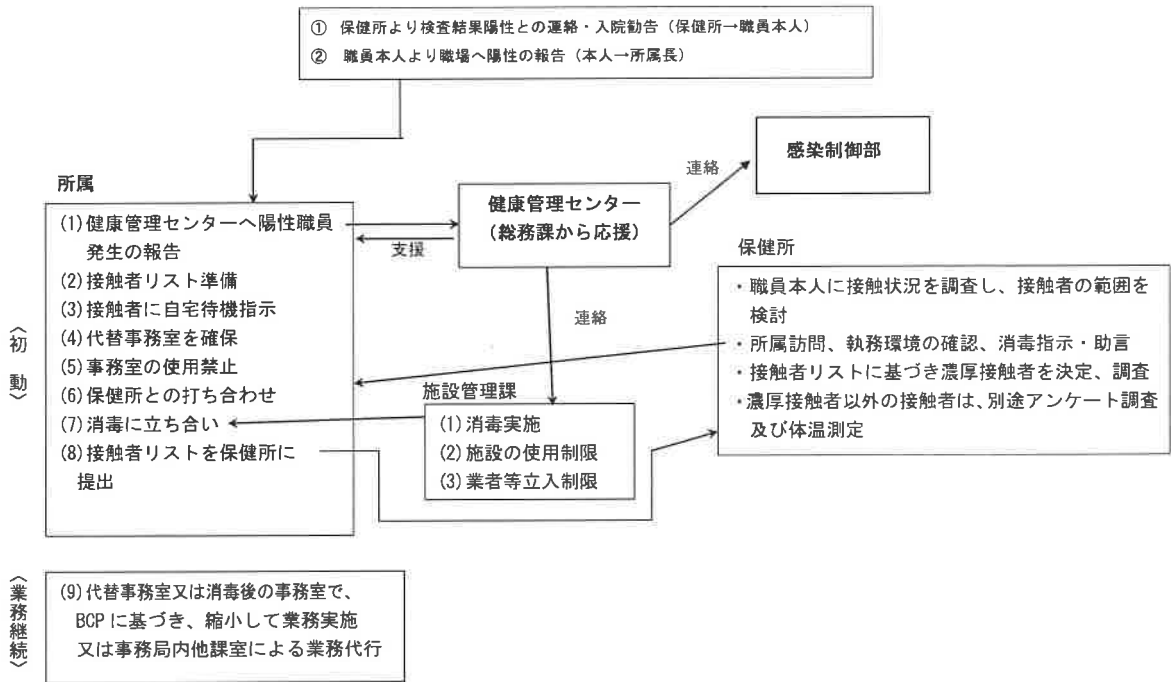 ① 保健所より検査結果陽性との連絡・入院勧告（保健所→職員本人）
② 職員本人より職場へ陽性の報告（本人→所属長）
感染制御部
連絡
所属
健康管理センター
（総務課から応援）
(1)健康管理センターへ陽性職員
発生の報告
(2)接触者リスト準備
(3)接触者に自宅待機指示
(4)代替事務室を確保
(5)事務室の使用禁止
(6)保健所との打ち合わせ
(7)消毒に立ち合い
(8)接触者リストを保健所に
提出
支援
連絡
保健所
・職員本人に接触状況を調査し、接触者の範囲を
検討
・所属訪問、執務環境の確認、消毒指示・助言
・接触者リストに基づき濃厚接触者を決定、調査
・濃厚接触者以外の接触者は、別途アンケート調査
及び体温測定
施設管理課
(1)消毒実施
(2)施設の使用制限
(3)業者等立入制限
〈初動〉
〈業務継続〉
(9)代替事務室又は消毒後の事務室で、
BCPに基づき、縮小して業務実施
又は事務局内他課室による業務代行